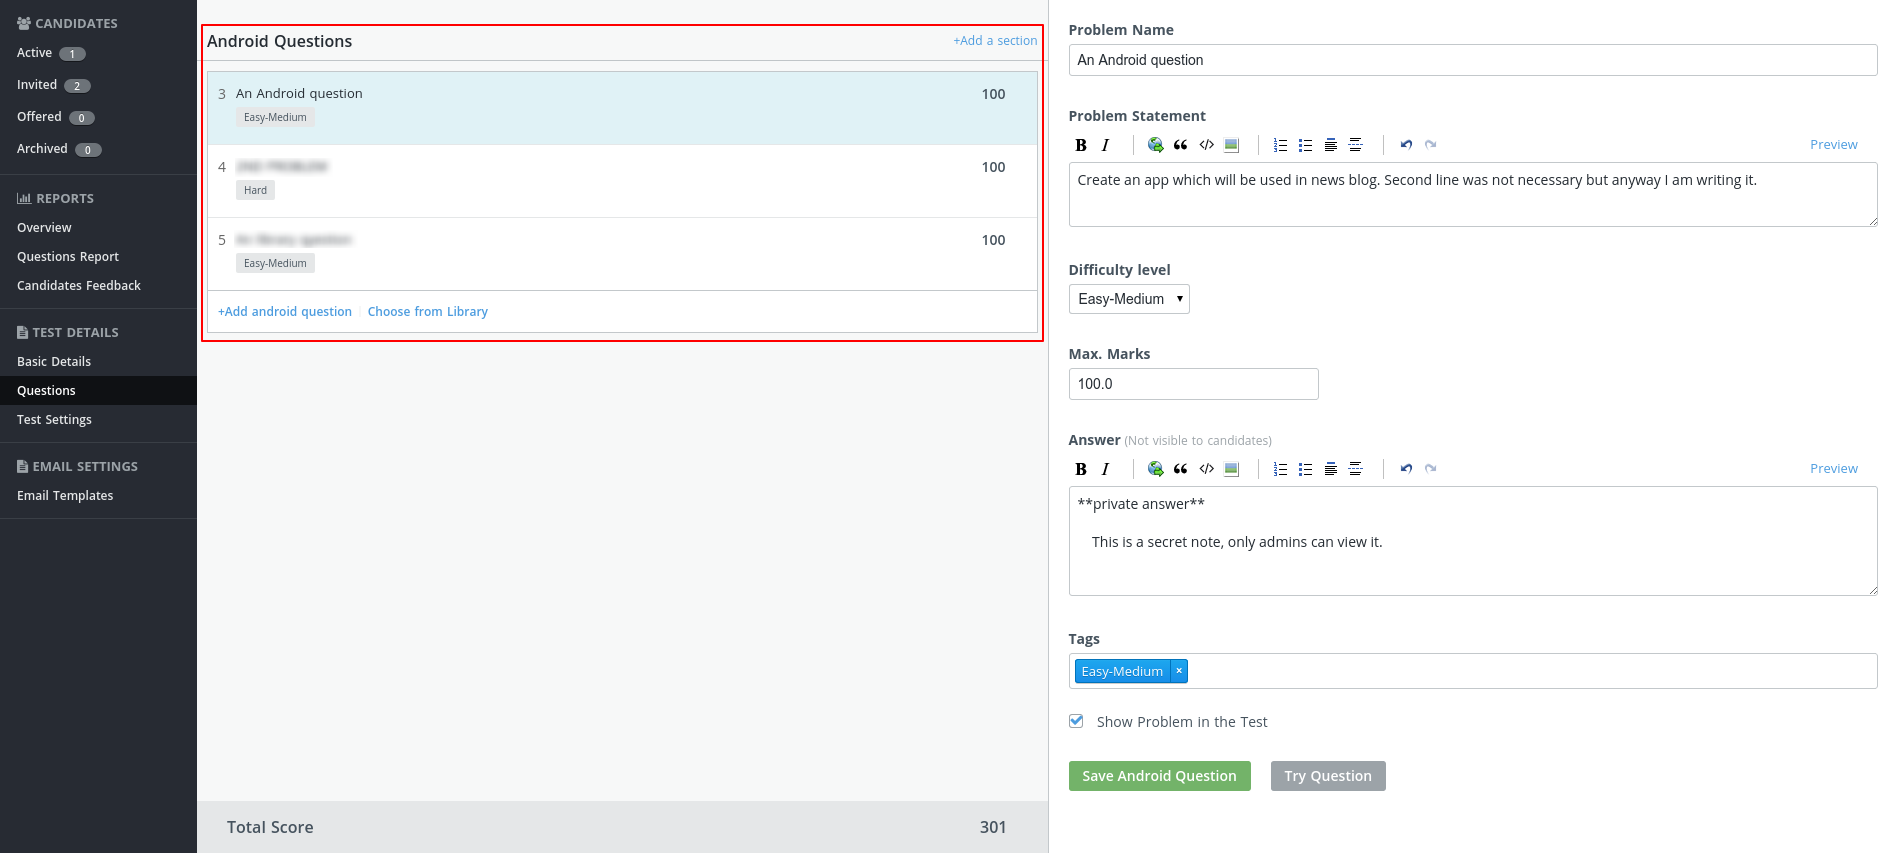 CANDIDATES
Active 1
Invited 2
Offered 0
Archived 0
REPORTS
Overview
Questions Report
Candidates Feedback
TEST DETAILS
Basic Details
Questions
Test Settings
EMAIL SETTINGS
Email Templates
Android Questions +Add a section
3 An Android question 100
Easy-Medium
4 100
Hard
5 100
Easy-Medium
+Add android question Choose from Library
Total Score 301
Problem Name
An Android question
Problem Statement
B I Preview
Create an app which will be used in news blog. Second line was not necessary but anyway I am writing it.
Difficulty level
Easy-Medium
Max. Marks
100.0
Answer (Not visible to candidates)
B I Preview
**private answer**
This is a secret note, only admins can view it.
Tags
Easy-Medium ×
Show Problem in the Test
Save Android Question Try Question